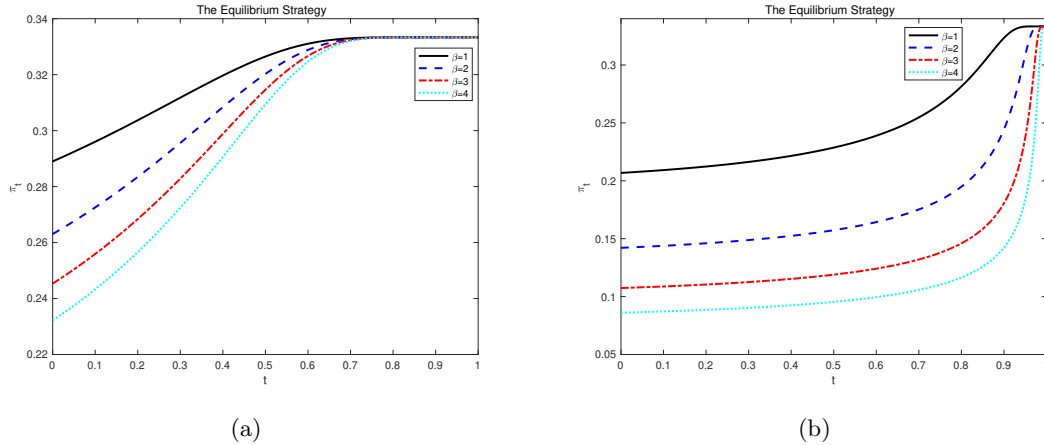 The Equilibrium Strategy
0.34
0.32
0.3
0.28
0.26
0.24
0.22
π_t
β=1
β=2
β=3
β=4
0 0.1 0.2 0.3 0.4 0.5 0.6 0.7 0.8 0.9 1
t
(a)
The Equilibrium Strategy
0.3
0.25
0.2
0.15
0.1
0.05
π_t
β=1
β=2
β=3
β=4
0 0.1 0.2 0.3 0.4 0.5 0.6 0.7 0.8 0.9
t
(b)